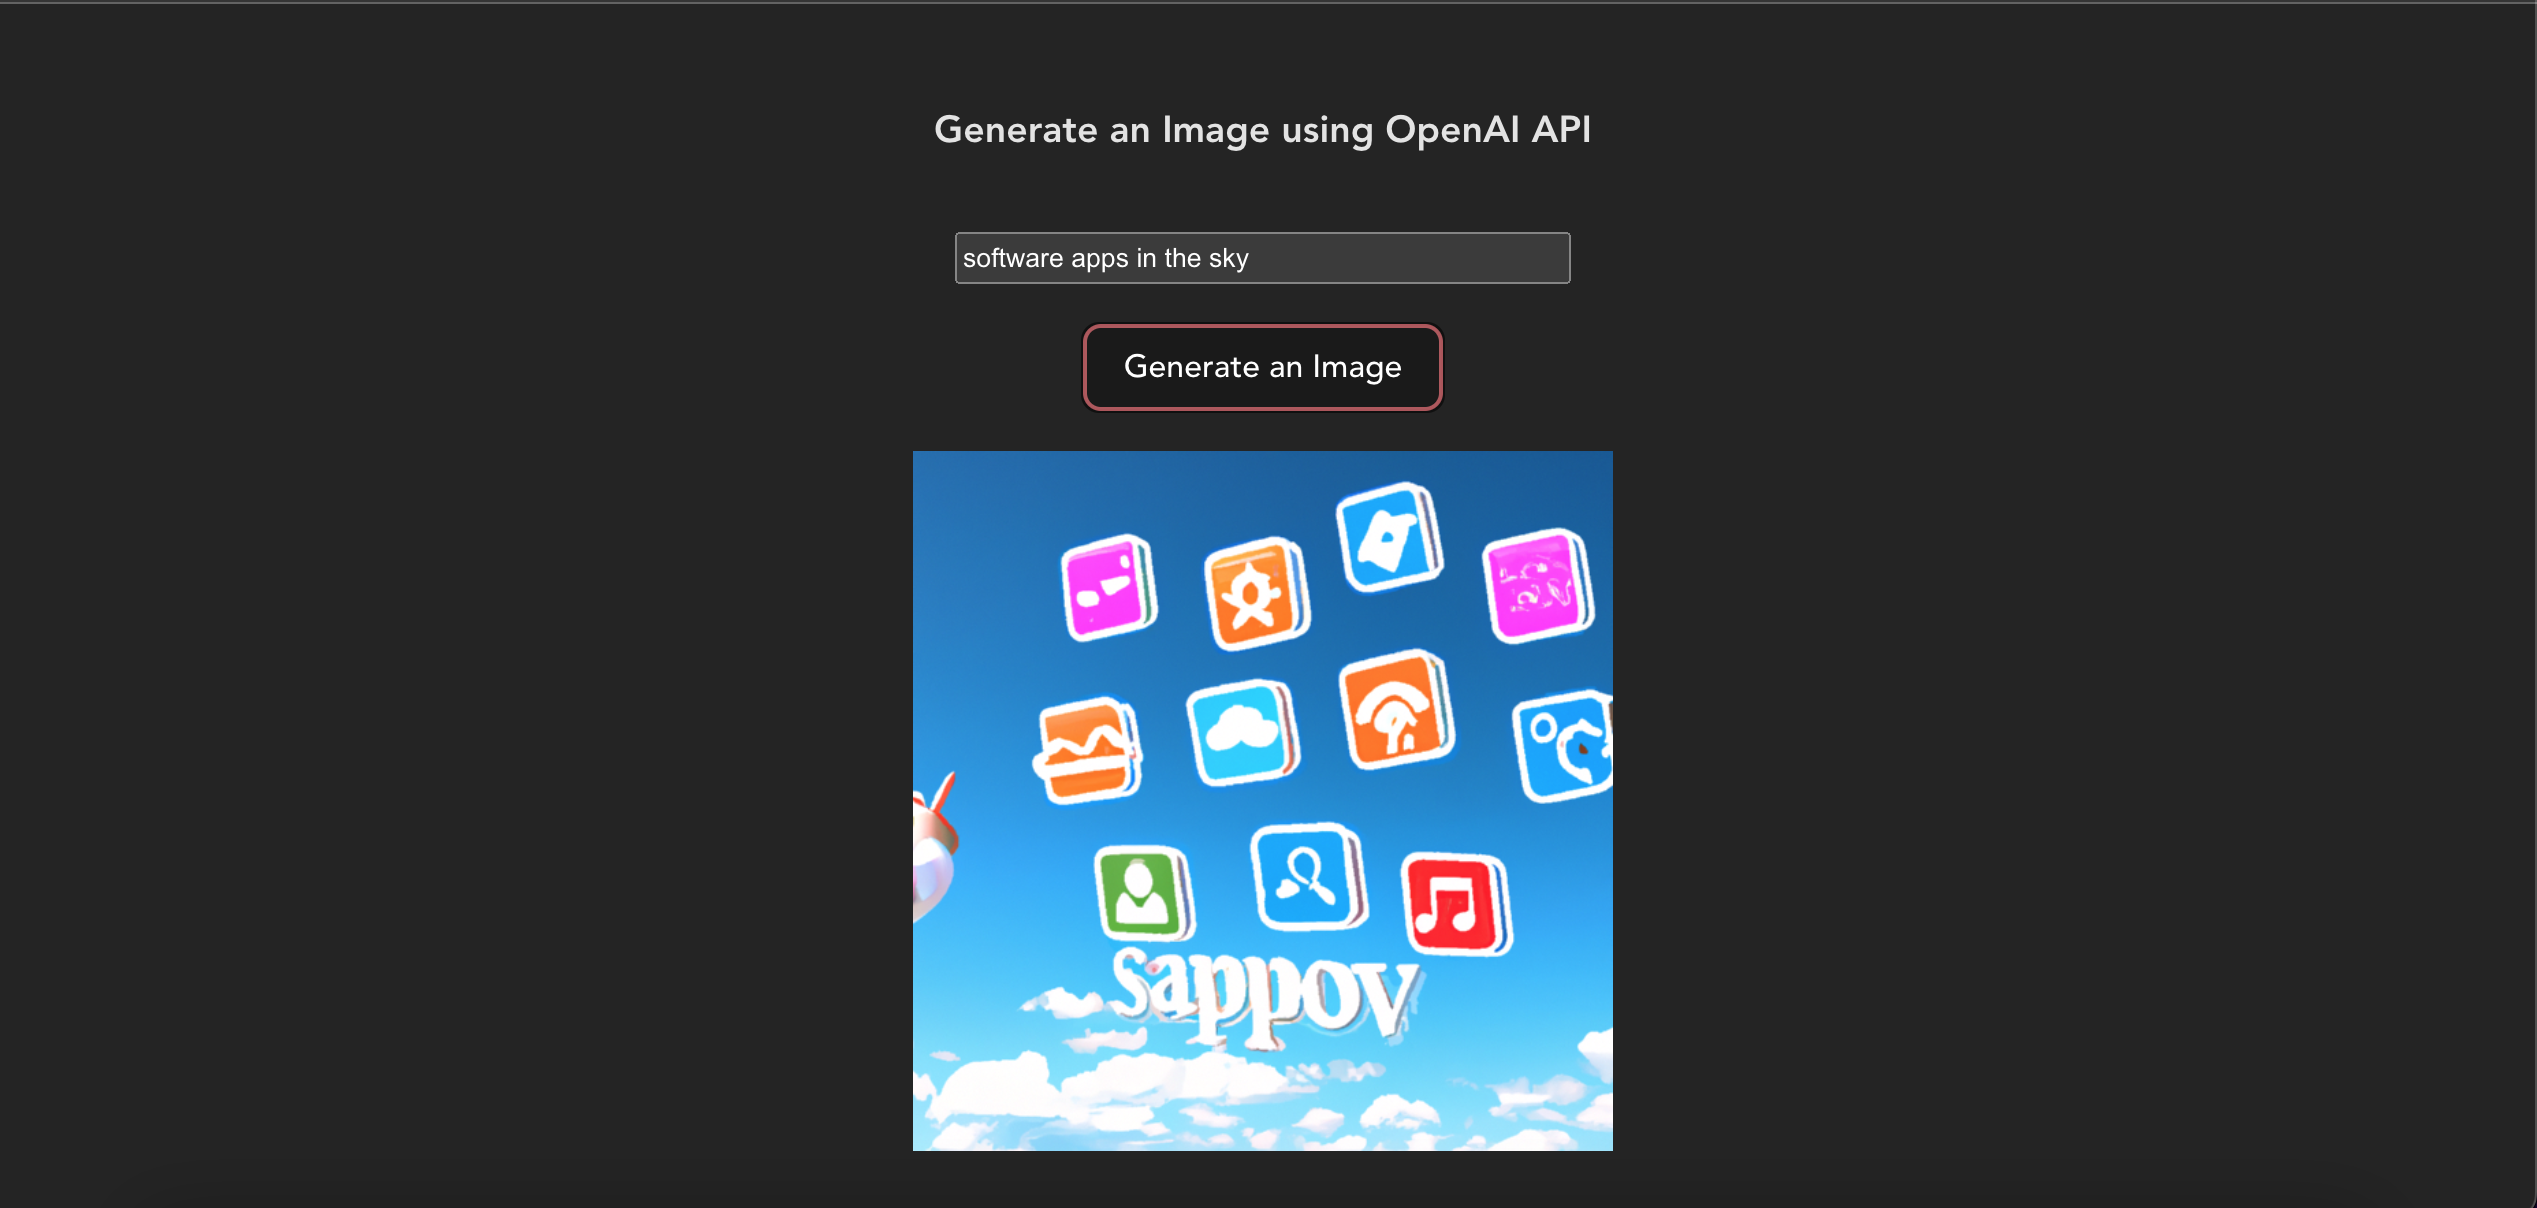 Generate an Image using OpenAI API
software apps in the sky
Generate an Image
sappov